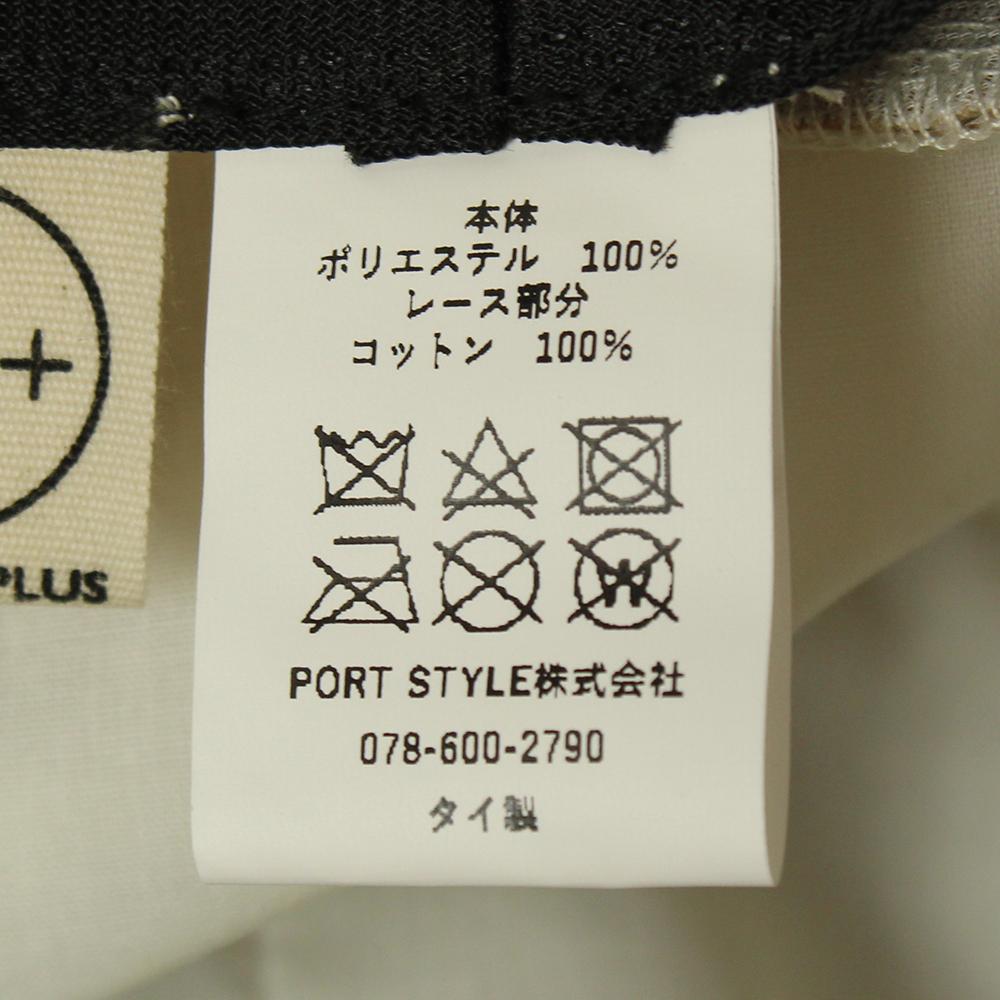 本体
ポリエステル 100%
レース部分
コットン 100%
W
PORT STYLE株式会社
078-600-2790
タイ製
+
PLUS